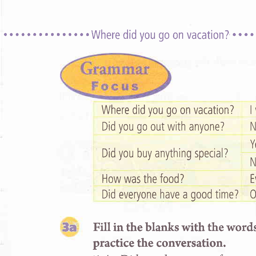 Where did you go on vacation?
Grammar
Focus
Where did you go on vacation? I
Did you go out with anyone? N
Did you buy anything special? Y
N
How was the food? E
Did everyone have a good time? O
3a Fill in the blanks with the words
practice the conversation.